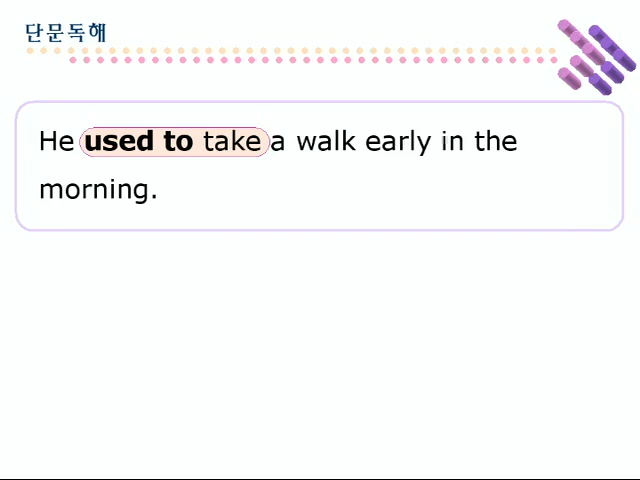 단문독해
He used to take a walk early in the
morning.